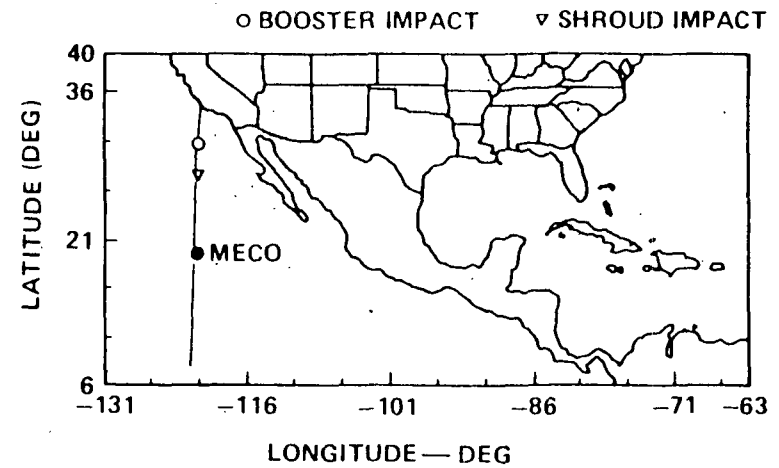 ○ BOOSTER IMPACT ▽ SHROUD IMPACT
LATITUDE (DEG)
40
36
21
6
MECO
−131 −116 −101 −86 −71 −63
LONGITUDE — DEG